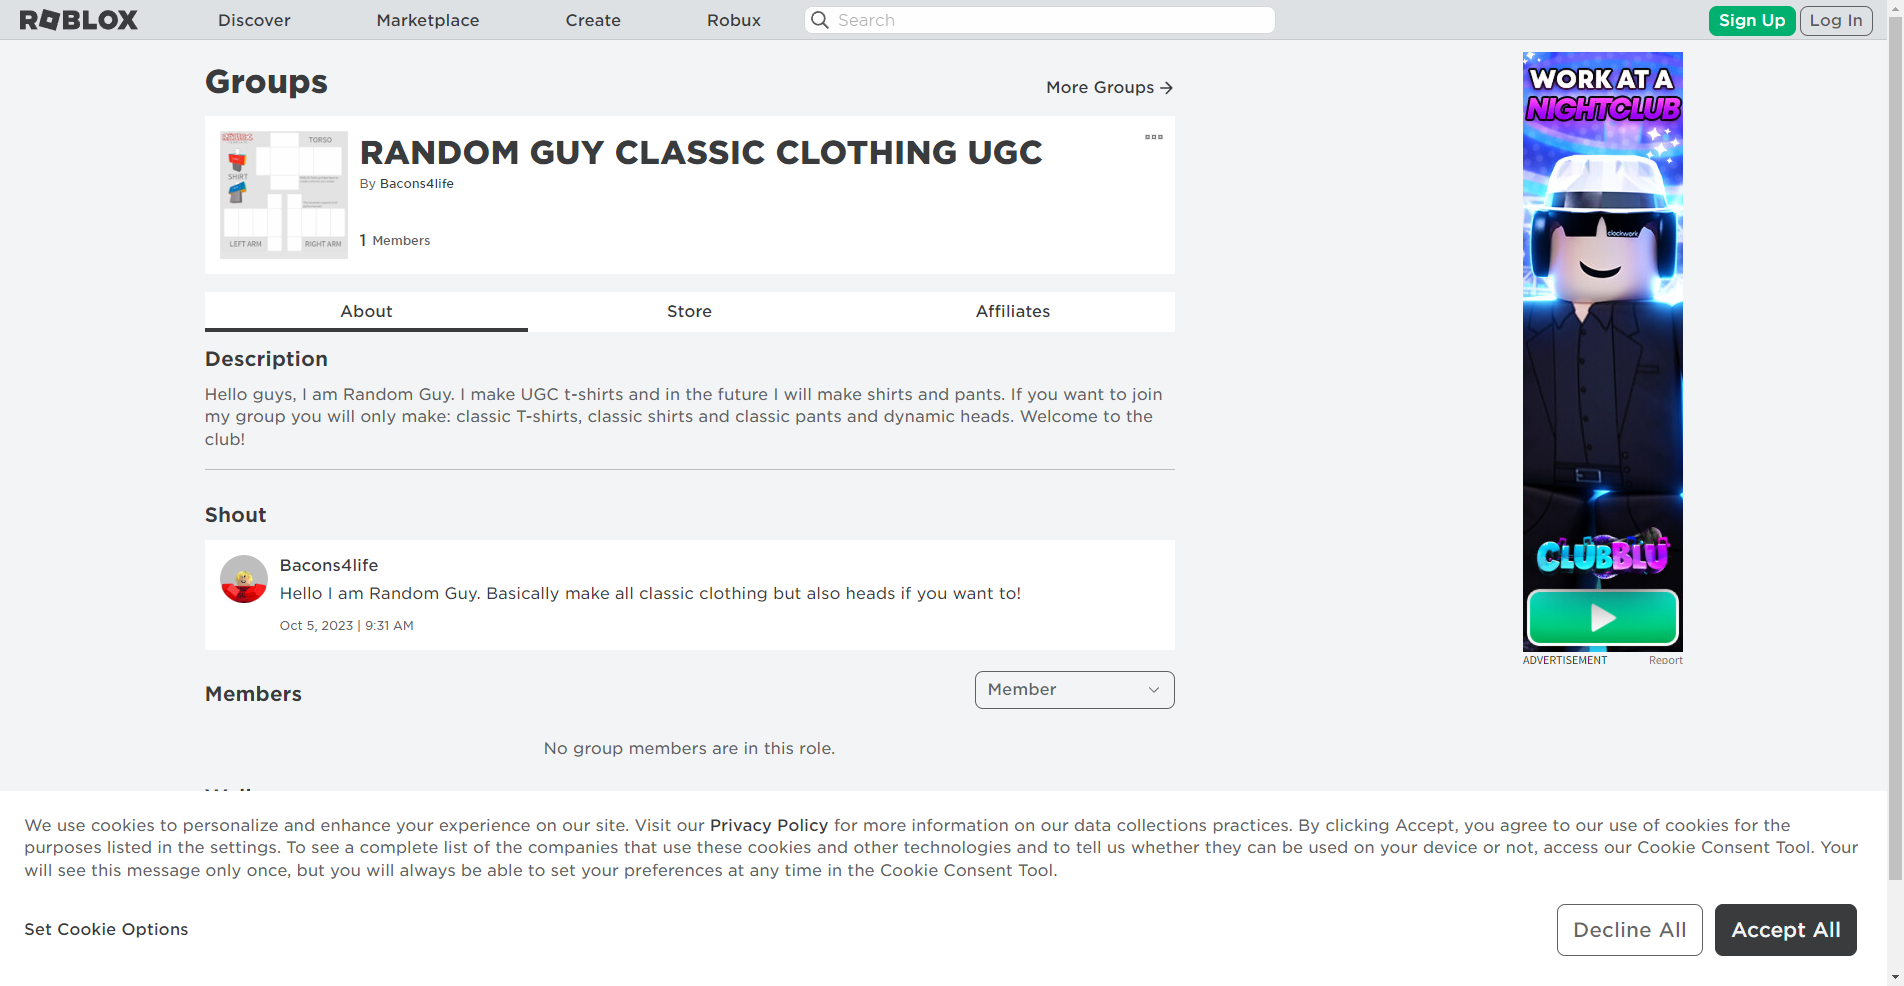 ROBLOX
Discover
Marketplace
Create
Robux
Search
Sign Up
Log In
Groups
More Groups
TORSO
SHIRT
LEFT ARM
RIGHT ARM
RANDOM GUY CLASSIC CLOTHING UGC
By Bacons4life
1 Members
About
Store
Affiliates
Description
Hello guys, I am Random Guy. I make UGC t-shirts and in the future I will make shirts and pants. If you want to join
my group you will only make: classic T-shirts, classic shirts and classic pants and dynamic heads. Welcome to the
club!
Shout
Bacons4life
Hello I am Random Guy. Basically make all classic clothing but also heads if you want to!
Oct 5, 2023 | 9:31 AM
Members
Member
No group members are in this role.
WORK AT A
NIGHTCLUB
clockwork
CLUBBLU
ADVERTISEMENT
Report
We use cookies to personalize and enhance your experience on our site. Visit our Privacy Policy for more information on our data collections practices. By clicking Accept, you agree to our use of cookies for the
purposes listed in the settings. To see a complete list of the companies that use these cookies and other technologies and to tell us whether they can be used on your device or not, access our Cookie Consent Tool. Your
will see this message only once, but you will always be able to set your preferences at any time in the Cookie Consent Tool.
Set Cookie Options
Decline All
Accept All